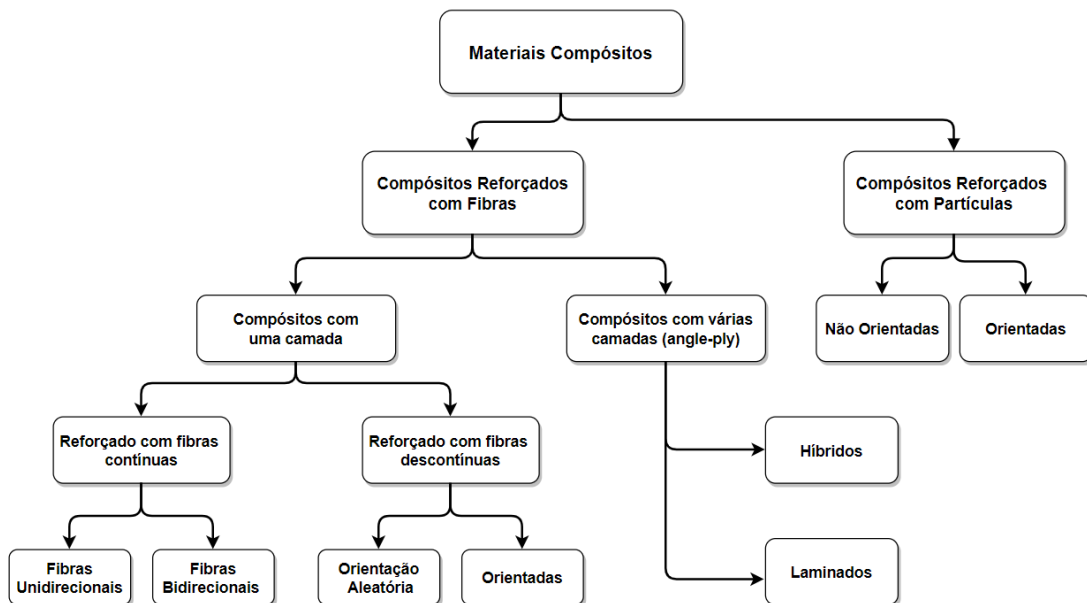 Materiais Compósitos
Compósitos Reforçados
com Fibras
Compósitos Reforçados
com Partículas
Compósitos com
uma camada
Compósitos com várias
camadas (angle-ply)
Não Orientadas
Orientadas
Reforçado com fibras
contínuas
Reforçado com fibras
descontínuas
Híbridos
Fibras
Unidirecionais
Fibras
Bidirecionais
Orientação
Aleatória
Orientadas
Laminados